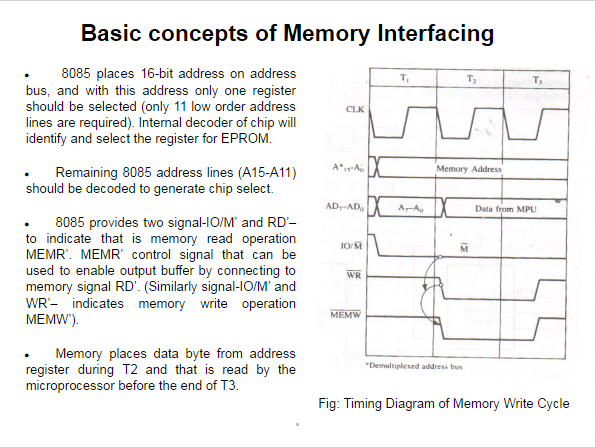 Basic concepts of Memory Interfacing
• 8085 places 16-bit address on address
bus, and with this address only one register
should be selected (only 11 low order address
lines are required). Internal decoder of chip will
identify and select the register for EPROM.
• Remaining 8085 address lines (A15-A11)
should be decoded to generate chip select.
• 8085 provides two signal-IO/M' and RD'–
to indicate that is memory read operation
MEMR'. MEMR' control signal that can be
used to enable output buffer by connecting to
memory signal RD'. (Similarly signal-IO/M' and
WR'– indicates memory write operation
MEMW').
• Memory places data byte from address
register during T2 and that is read by the
microprocessor before the end of T3.
T₁ T₂ T₃
CLK
A*₁₅-A₀ Memory Address
AD₇-AD₀ A₇-A₀ Data from MPU
IO/M̅ M̅
W̅R̅
M̅E̅M̅W̅
*Demultiplexed address bus
Fig: Timing Diagram of Memory Write Cycle